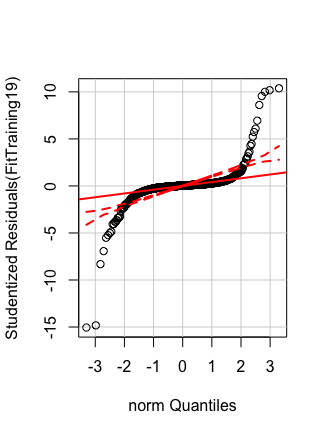 Studentized Residuals(FitTraining19)
10
5
0
-5
-10
-15
-3 -2 -1 0 1 2 3
norm Quantiles